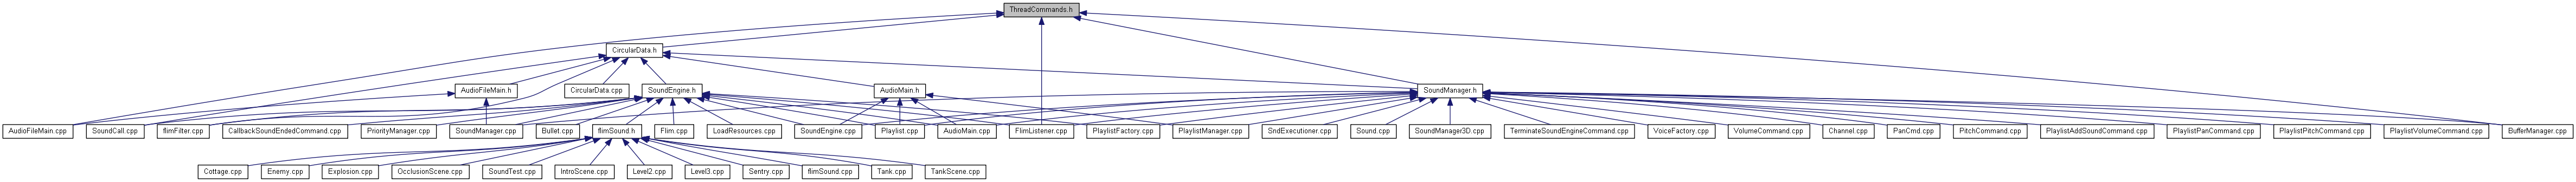 ThreadCommands.h
CircularData.h
AudioFileMain.h
CircularData.cpp
SoundEngine.h
AudioMain.h
SoundManager.h
AudioFileMain.cpp
SoundCall.cpp
flimFilter.cpp
CallbackSoundEndedCommand.cpp
PriorityManager.cpp
SoundManager.cpp
Bullet.cpp
flimSound.h
Flim.cpp
LoadResources.cpp
SoundEngine.cpp
Playlist.cpp
AudioMain.cpp
FlimListener.cpp
PlaylistFactory.cpp
PlaylistManager.cpp
SndExecutioner.cpp
Sound.cpp
SoundManager3D.cpp
TerminateSoundEngineCommand.cpp
VoiceFactory.cpp
VolumeCommand.cpp
Channel.cpp
PanCmd.cpp
PitchCommand.cpp
PlaylistAddSoundCommand.cpp
PlaylistPanCommand.cpp
PlaylistPitchCommand.cpp
PlaylistVolumeCommand.cpp
BufferManager.cpp
Cottage.cpp
Enemy.cpp
Explosion.cpp
OcclusionScene.cpp
SoundTest.cpp
IntroScene.cpp
Level2.cpp
Level3.cpp
Sentry.cpp
flimSound.cpp
Tank.cpp
TankScene.cpp